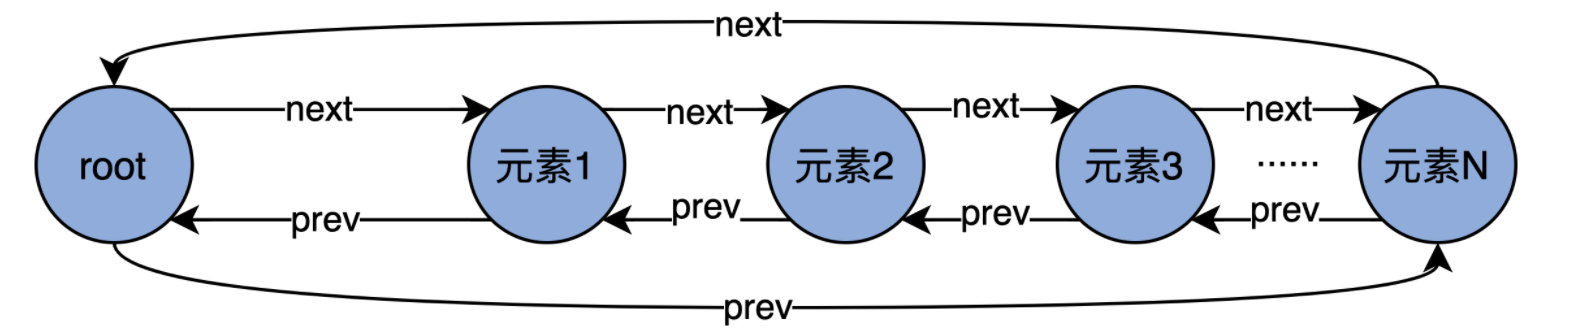 next
next
next
next
next
root
元素1
元素2
元素3
······
元素N
prev
prev
prev
prev
prev